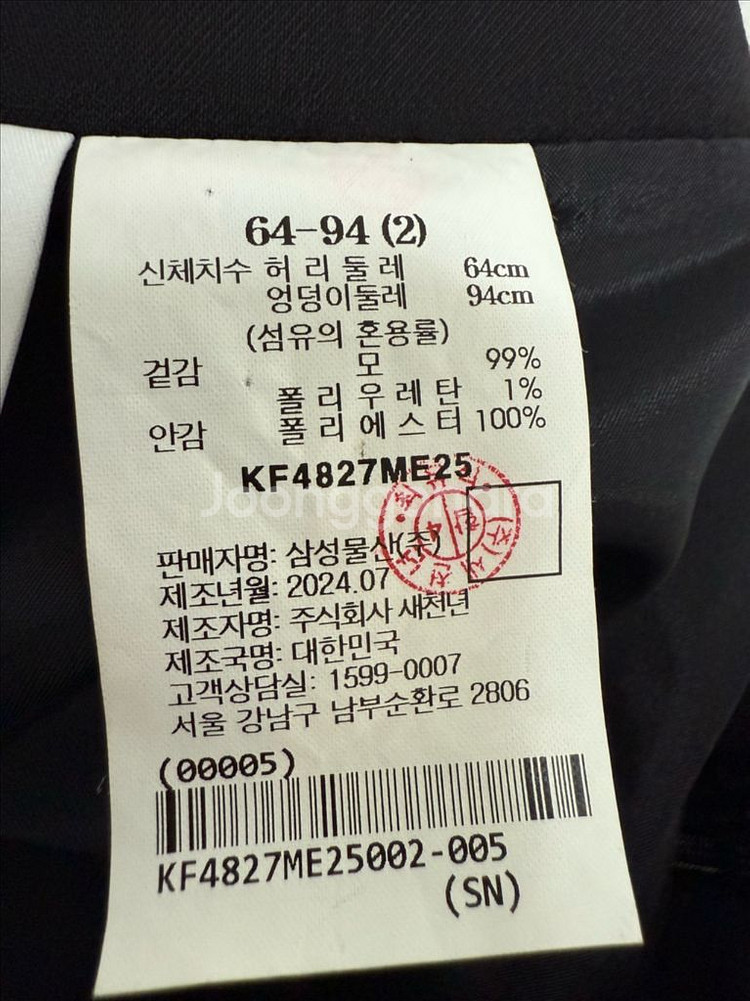 64-94 (2)
신체치수 허 리 둘 레 64cm
엉덩이둘레 94cm
(섬유의 혼용률)
겉감 모 99%
폴 리 우 레 탄 1%
안감 폴 리 에 스 터 100%
KF4827ME25
Joonggonara
판매자명: 삼성물산(주)
제조년월: 2024.07
제조자명: 주식회사 새천년
제조국명: 대한민국
고객상담실: 1599-0007
서울 강남구 남부순환로 2806
(00005)
KF4827ME25002-005
(SN)